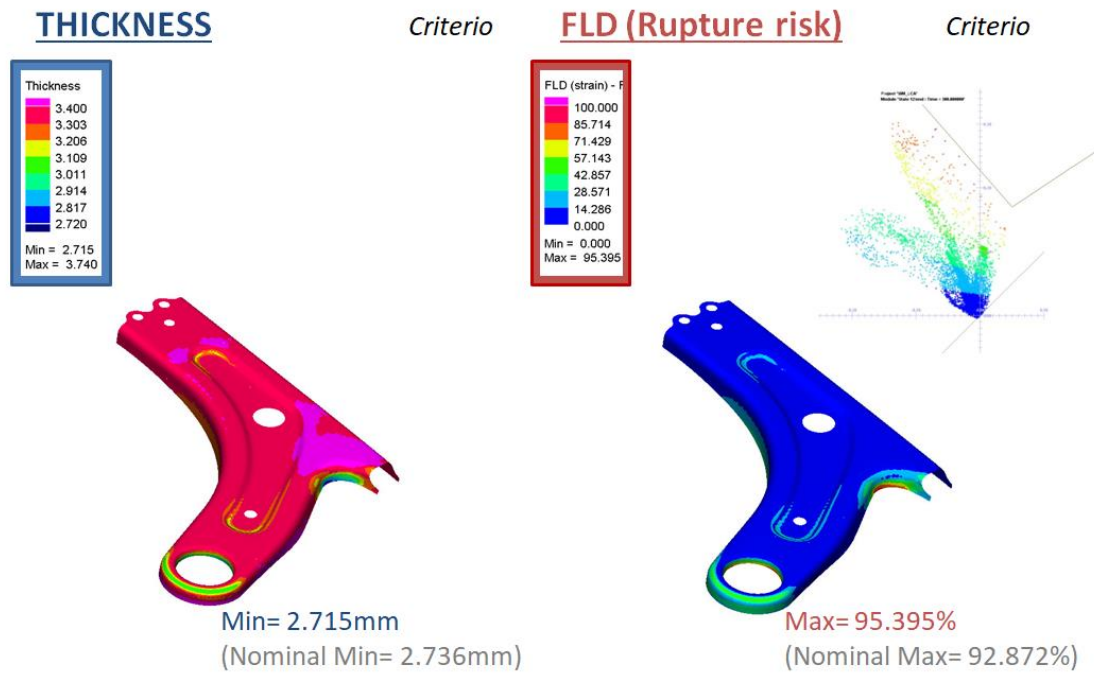 THICKNESS
Criterio
FLD (Rupture risk)
Criterio
Thickness
3.400
3.303
3.206
3.109
3.011
2.914
2.817
2.720
Min = 2.715
Max = 3.740
FLD (strain) - F
100.000
85.714
71.429
57.143
42.857
28.571
14.286
0.000
Min = 0.000
Max = 95.395
Min= 2.715mm
(Nominal Min= 2.736mm)
Max= 95.395%
(Nominal Max= 92.872%)